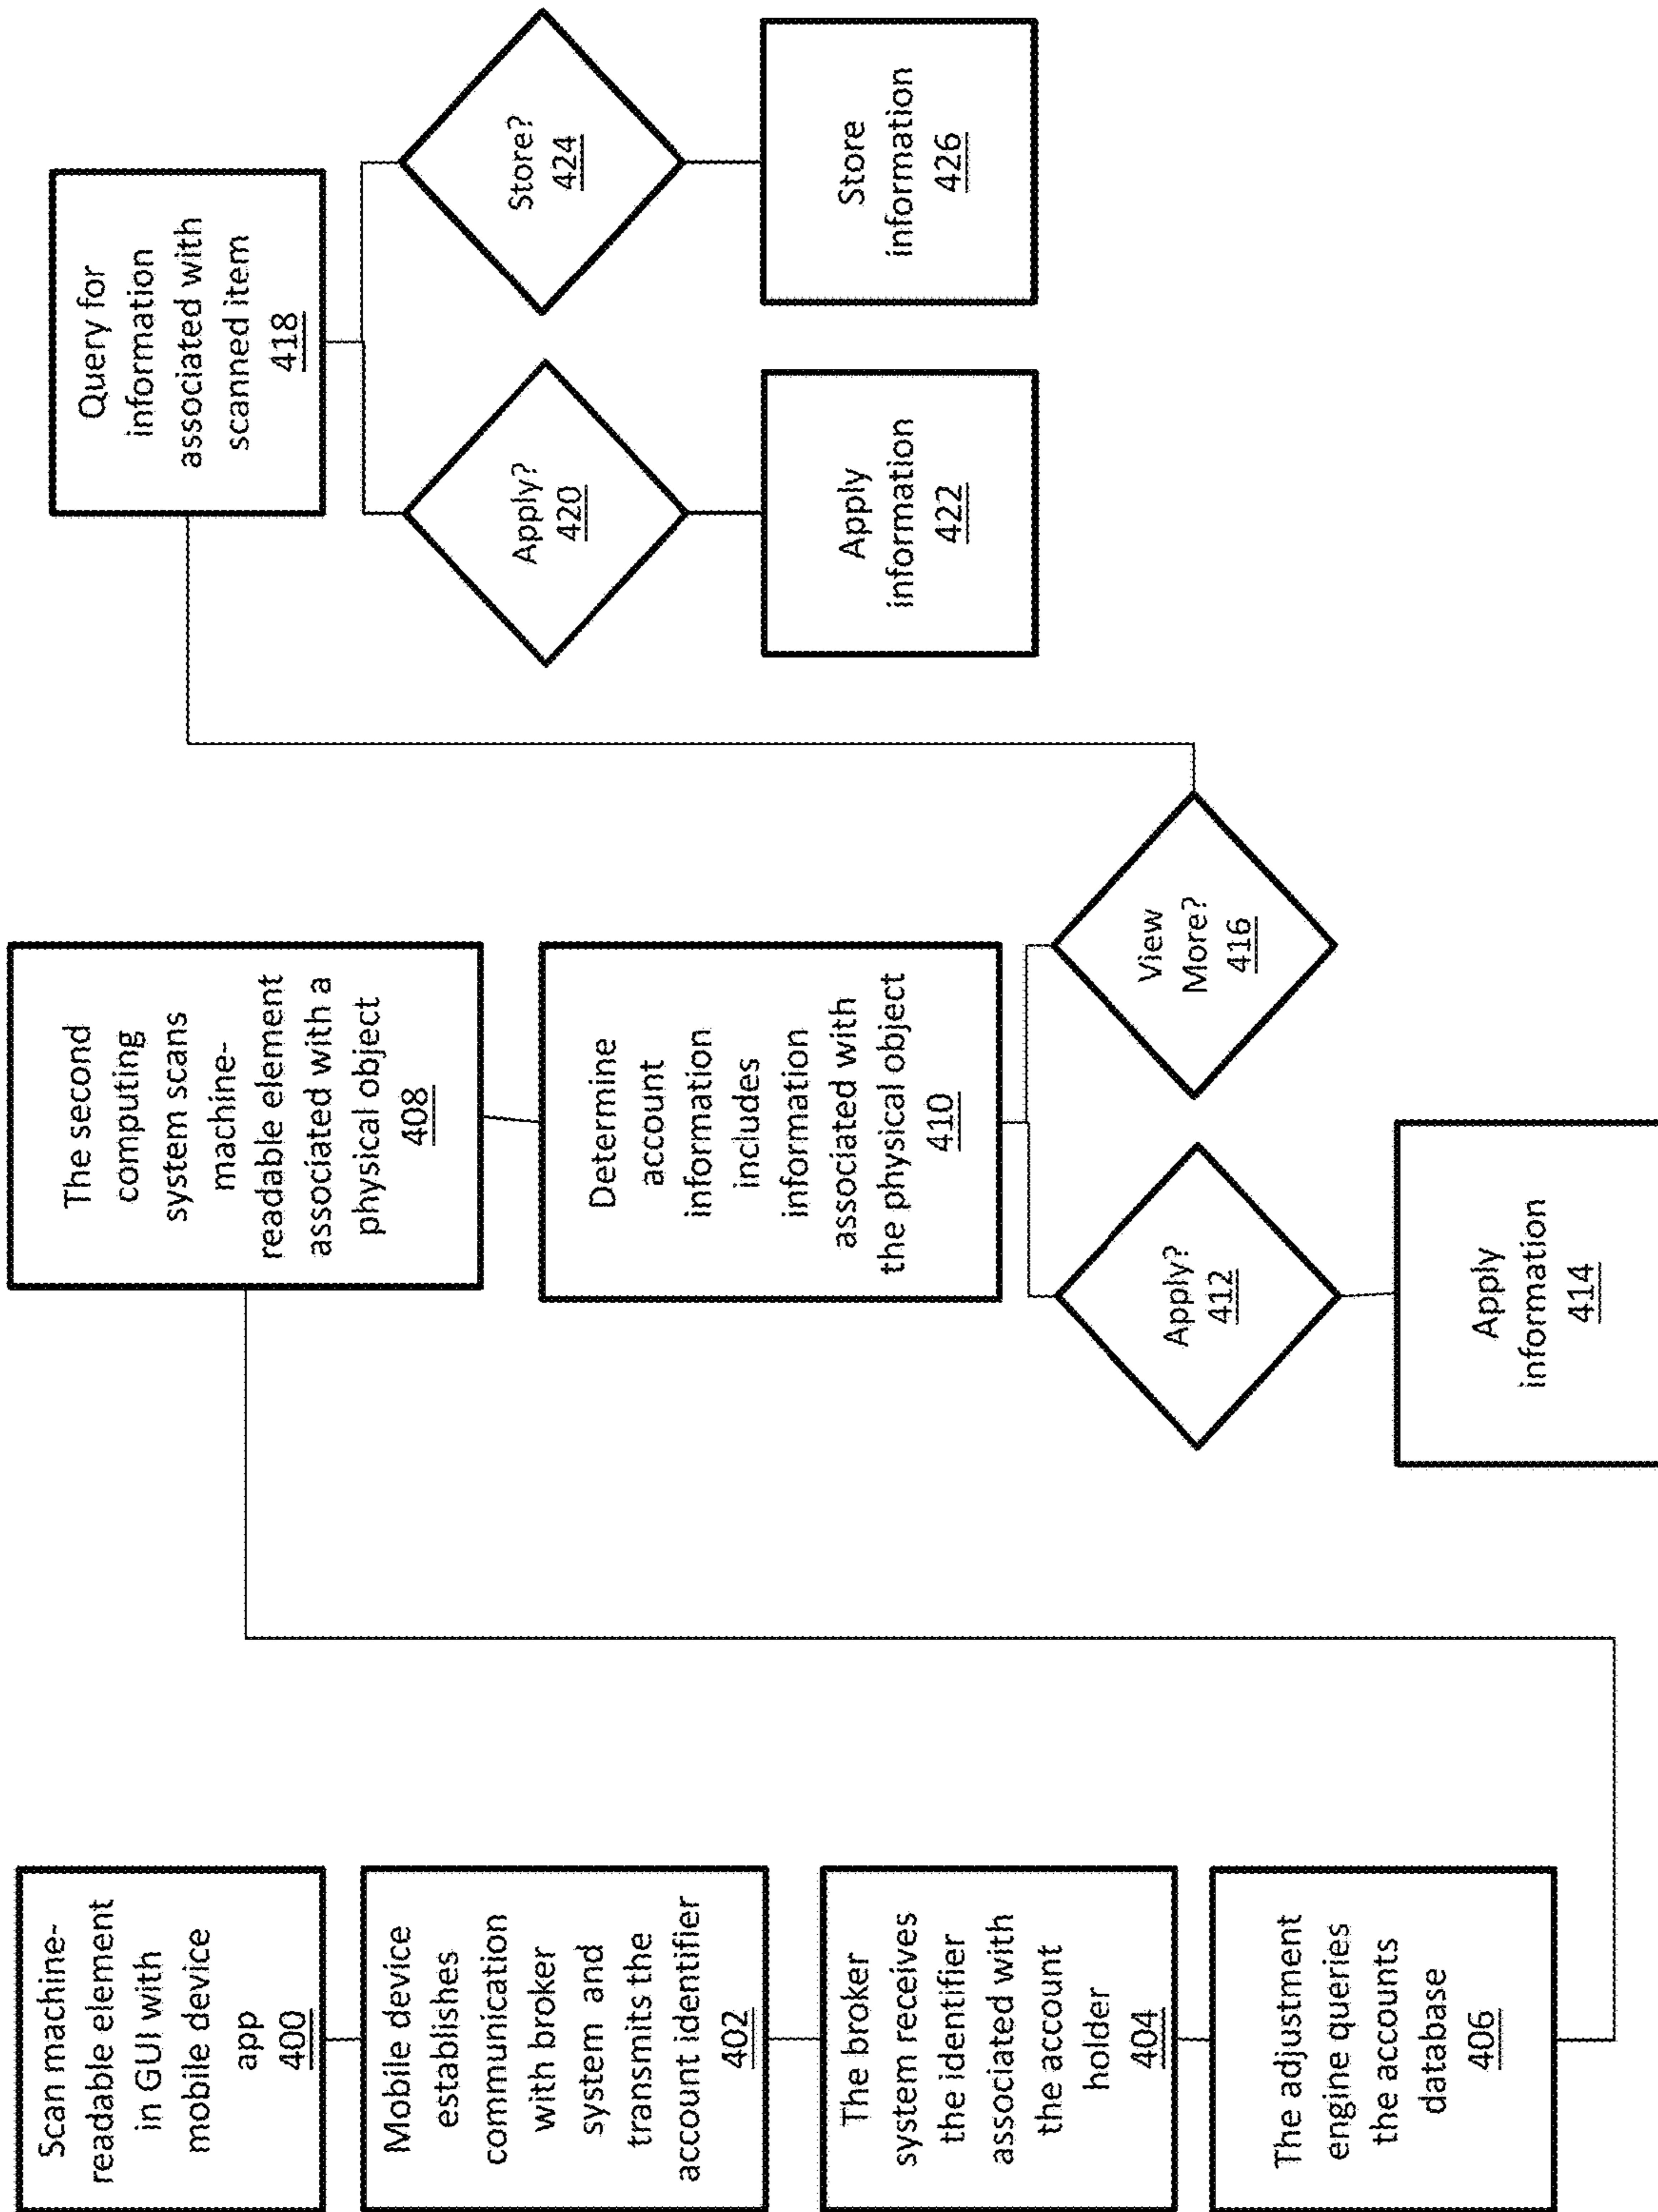 Scan machine-
readable element
in GUI with
mobile device
app
400
Mobile device
establishes
communication
with broker
system and
transmits the
account identifier
402
The broker
system receives
the identifier
associated with
the account
holder
404
The adjustment
engine queries
the accounts
database
406
The second
computing
system scans
machine-
readable element
associated with a
physical object
408
Determine
account
information
includes
information
associated with
the physical object
410
Apply?
412
Apply
information
414
View
More?
416
Query for
information
associated with
scanned item
418
Apply?
420
Apply
information
422
Store?
424
Store
information
426